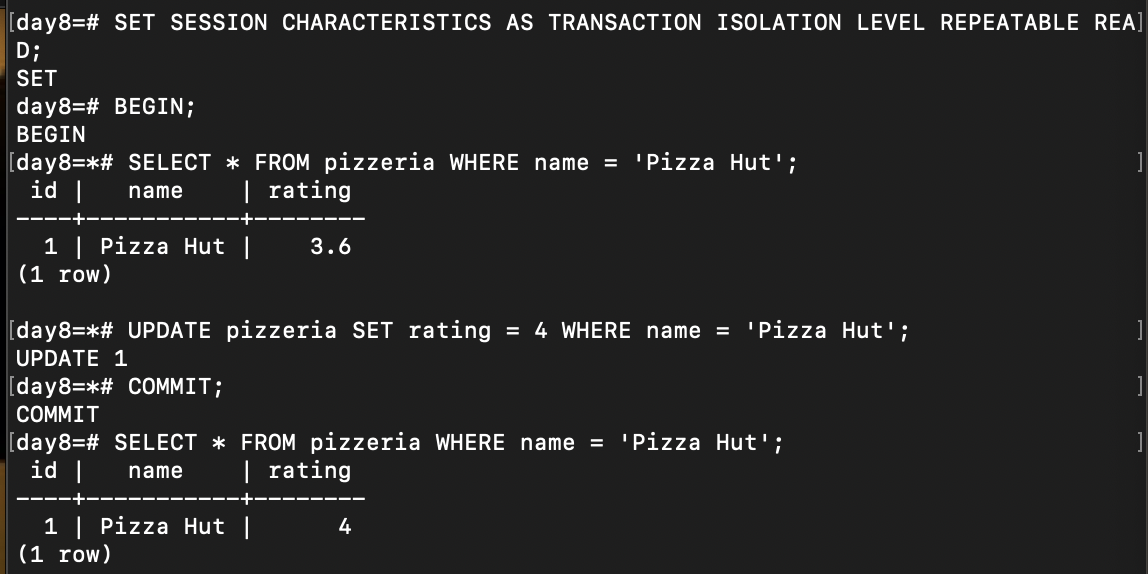 [day8=# SET SESSION CHARACTERISTICS AS TRANSACTION ISOLATION LEVEL REPEATABLE REA]
D;
SET
day8=# BEGIN;
BEGIN
[day8=*# SELECT * FROM pizzeria WHERE name = 'Pizza Hut'; ]
 id |   name    | rating
----+-----------+--------
  1 | Pizza Hut |    3.6
(1 row)

[day8=*# UPDATE pizzeria SET rating = 4 WHERE name = 'Pizza Hut'; ]
UPDATE 1
[day8=*# COMMIT; ]
COMMIT
[day8=# SELECT * FROM pizzeria WHERE name = 'Pizza Hut'; ]
 id |   name    | rating
----+-----------+--------
  1 | Pizza Hut |      4
(1 row)